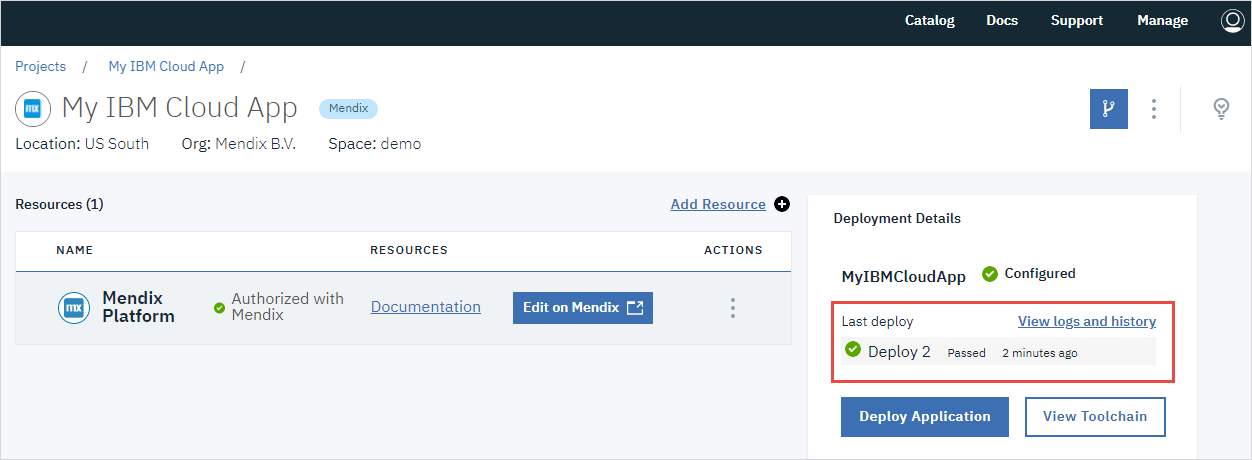 Catalog Docs Support Manage
Projects / My IBM Cloud App /
mx My IBM Cloud App Mendix
Location: US South Org: Mendix B.V. Space: demo
Resources (1) Add Resource
NAME RESOURCES ACTIONS
mx Mendix Platform
Authorized with Mendix
Documentation Edit on Mendix
Deployment Details
MyIBMCloudApp Configured
Last deploy View logs and history
Deploy 2 Passed 2 minutes ago
Deploy Application View Toolchain